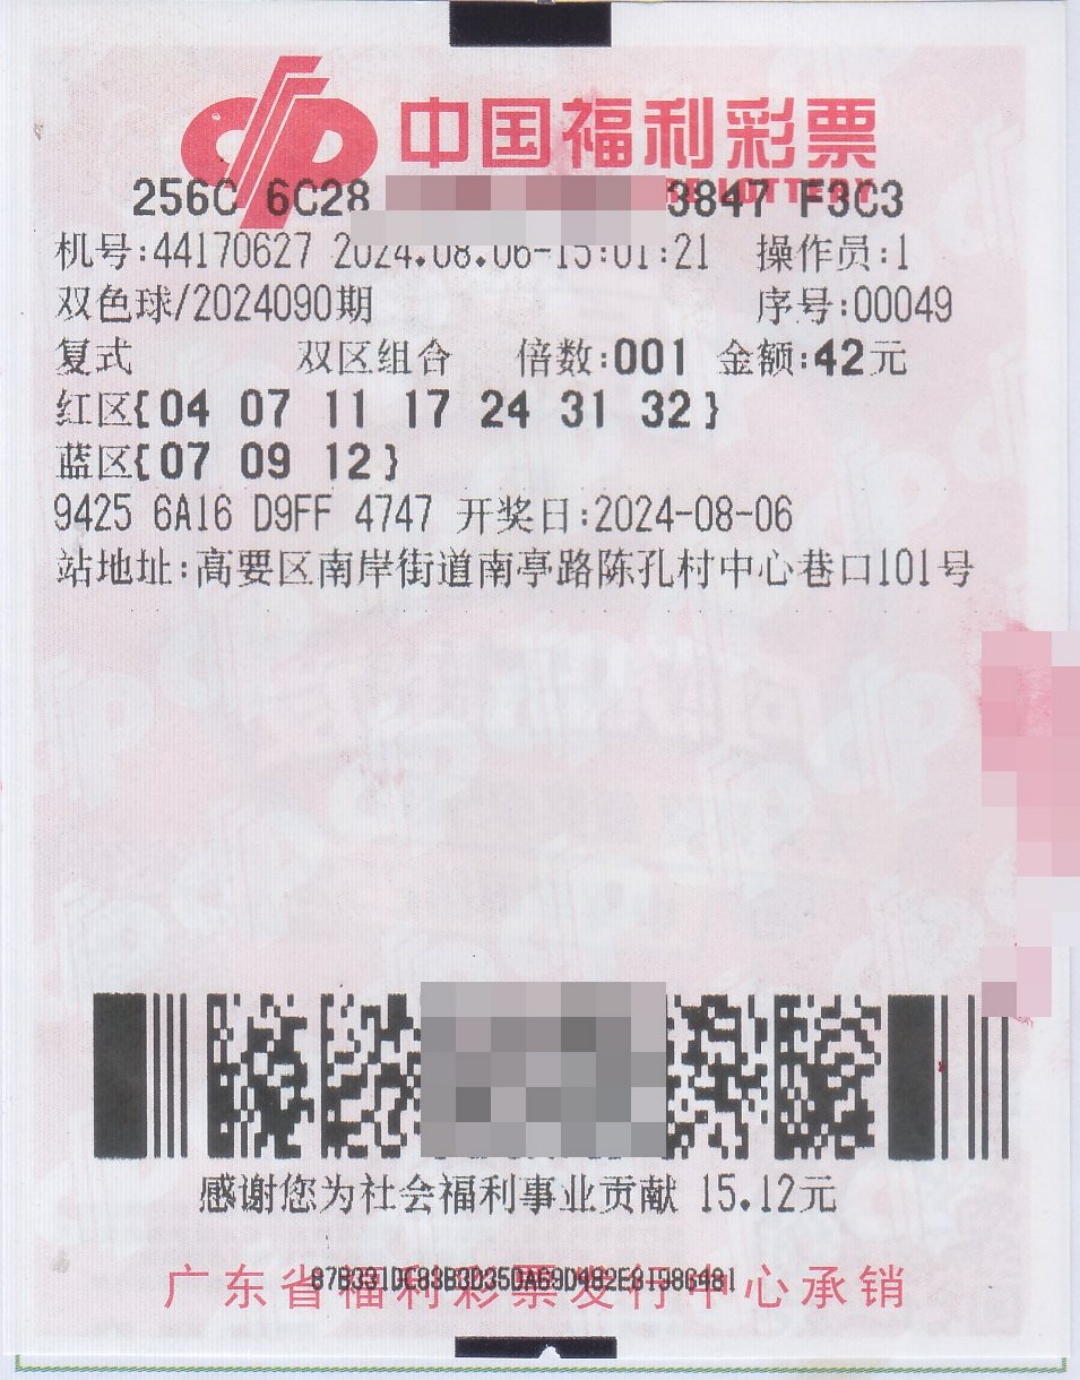 中国福利彩票
256C 6C28 3847 F3C3
机号:44170627 2024.08.06-15:01:21 操作员:1
双色球/2024090期 序号:00049
复式 双区组合 倍数:001 金额:42元
红区{04 07 11 17 24 31 32}
蓝区{07 09 12}
9425 6A16 D9FF 4747 开奖日:2024-08-06
站地址:高要区南岸街道南亭路陈孔村中心巷口101号
感谢您为社会福利事业贡献 15.12元
广东省福利彩票发行中心承销